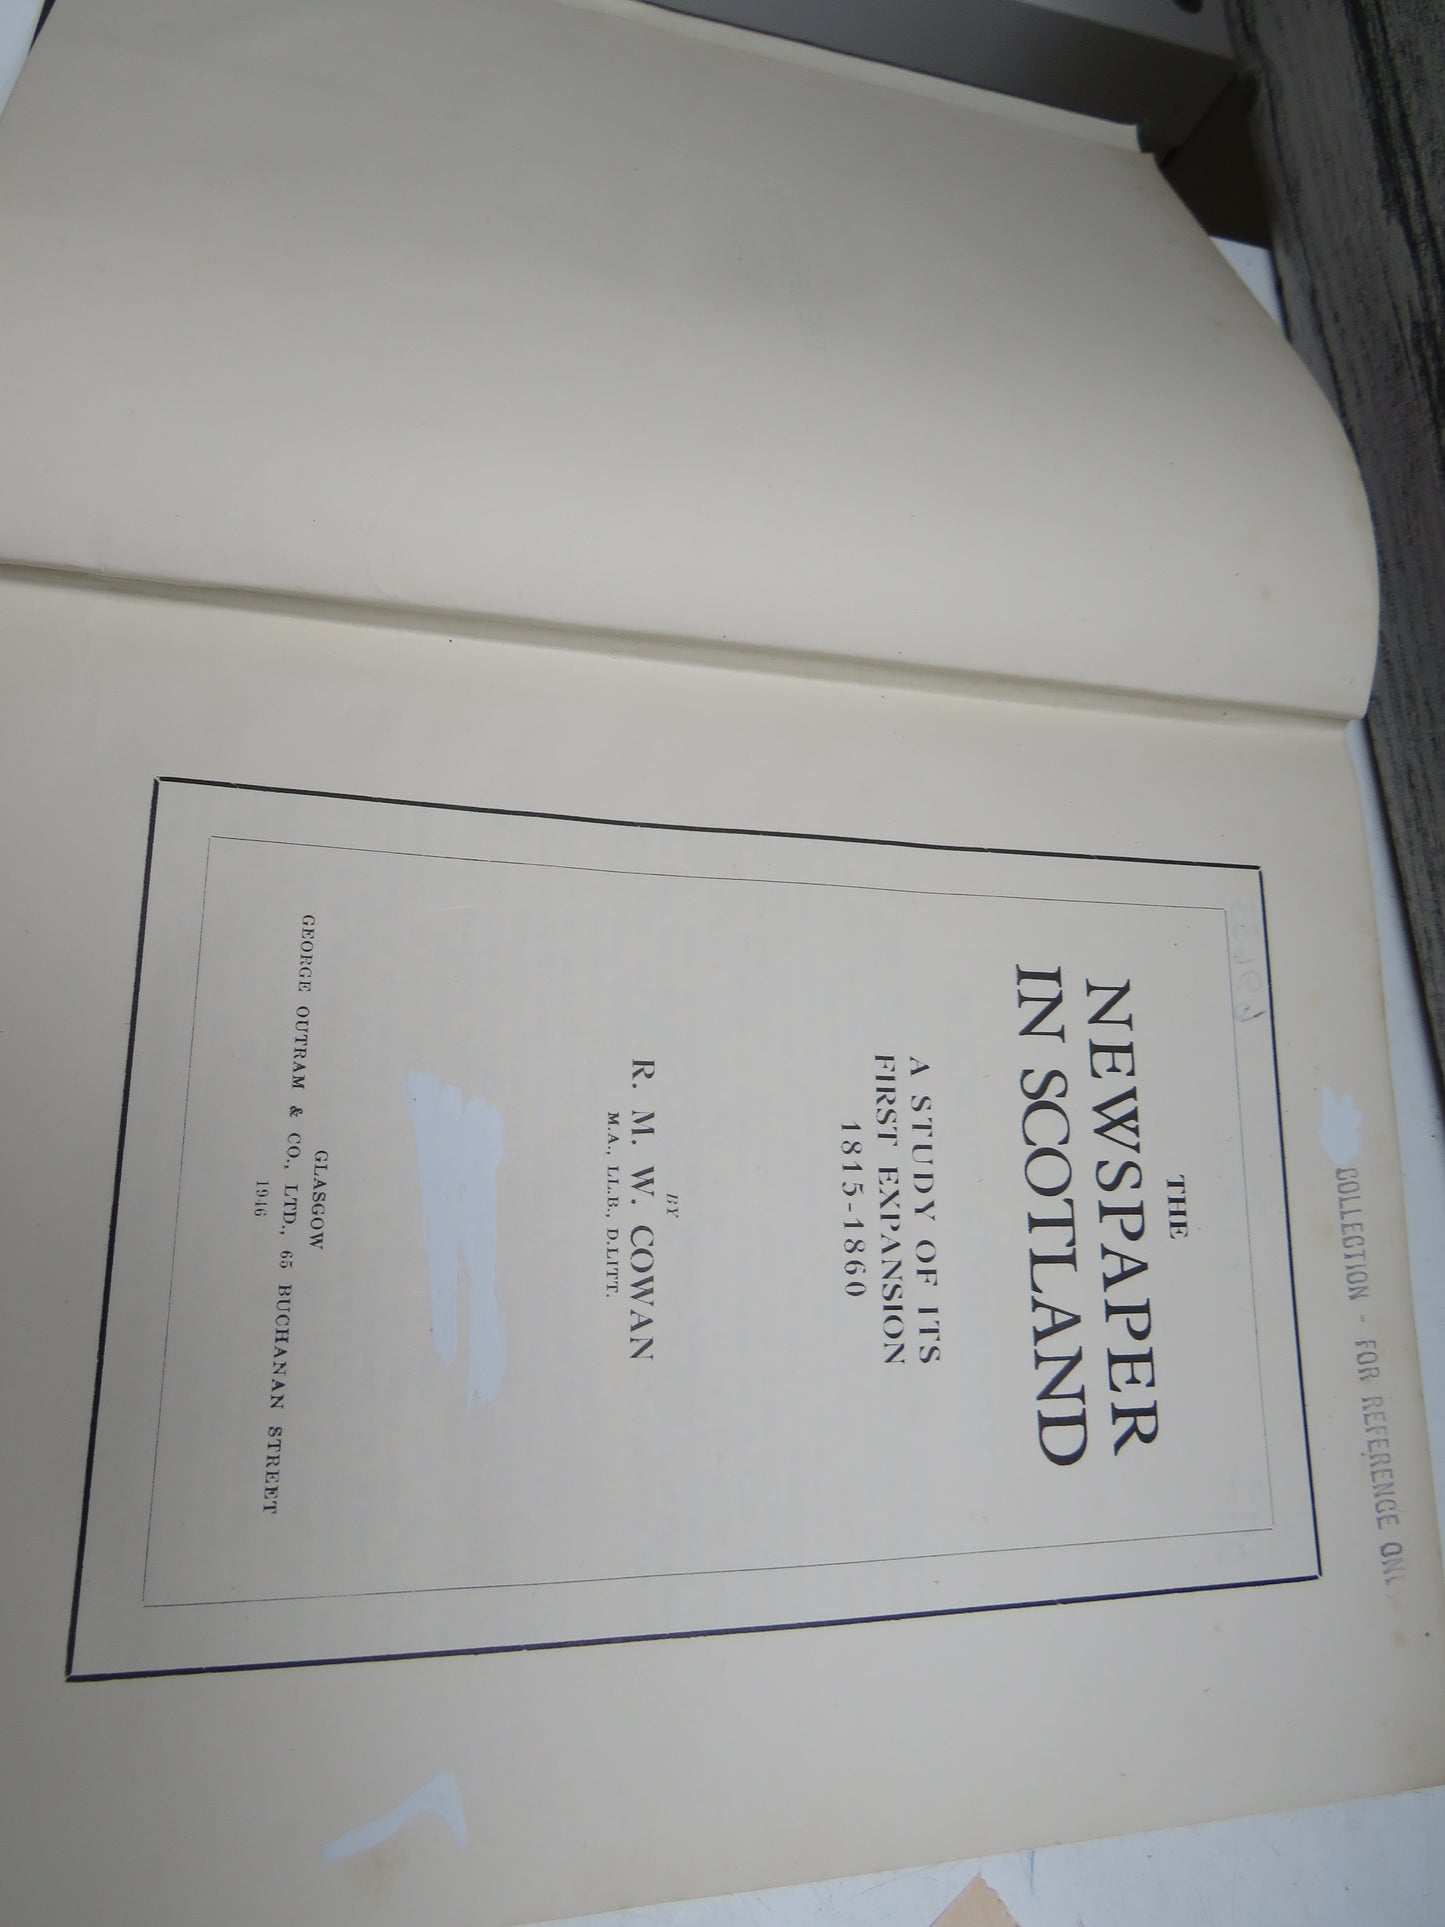 COLLECTION - FOR REFERENCE
THE
NEWSPAPER
IN SCOTLAND
A STUDY OF ITS
FIRST EXPANSION
1815-1860
BY
R. M. W. COWAN
M.A., LL.B., D.LITT.
GLASGOW
GEORGE OUTRAM & CO., LTD., 65 BUCHANAN STREET
1946